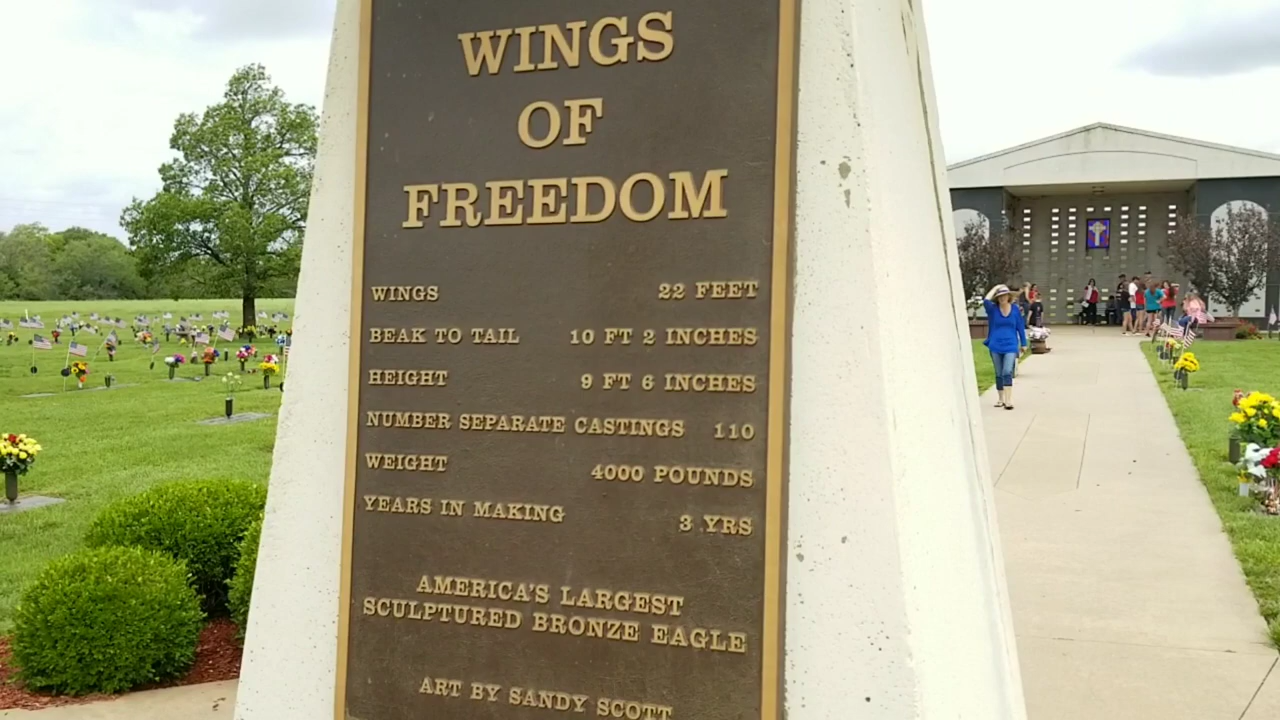 WINGS
OF
FREEDOM
WINGS 22 FEET
BEAK TO TAIL 10 FT 2 INCHES
HEIGHT 9 FT 6 INCHES
NUMBER SEPARATE CASTINGS 110
WEIGHT 4000 POUNDS
YEARS IN MAKING 3 YRS
AMERICA'S LARGEST
SCULPTURED BRONZE EAGLE
ART BY SANDY SCOTT